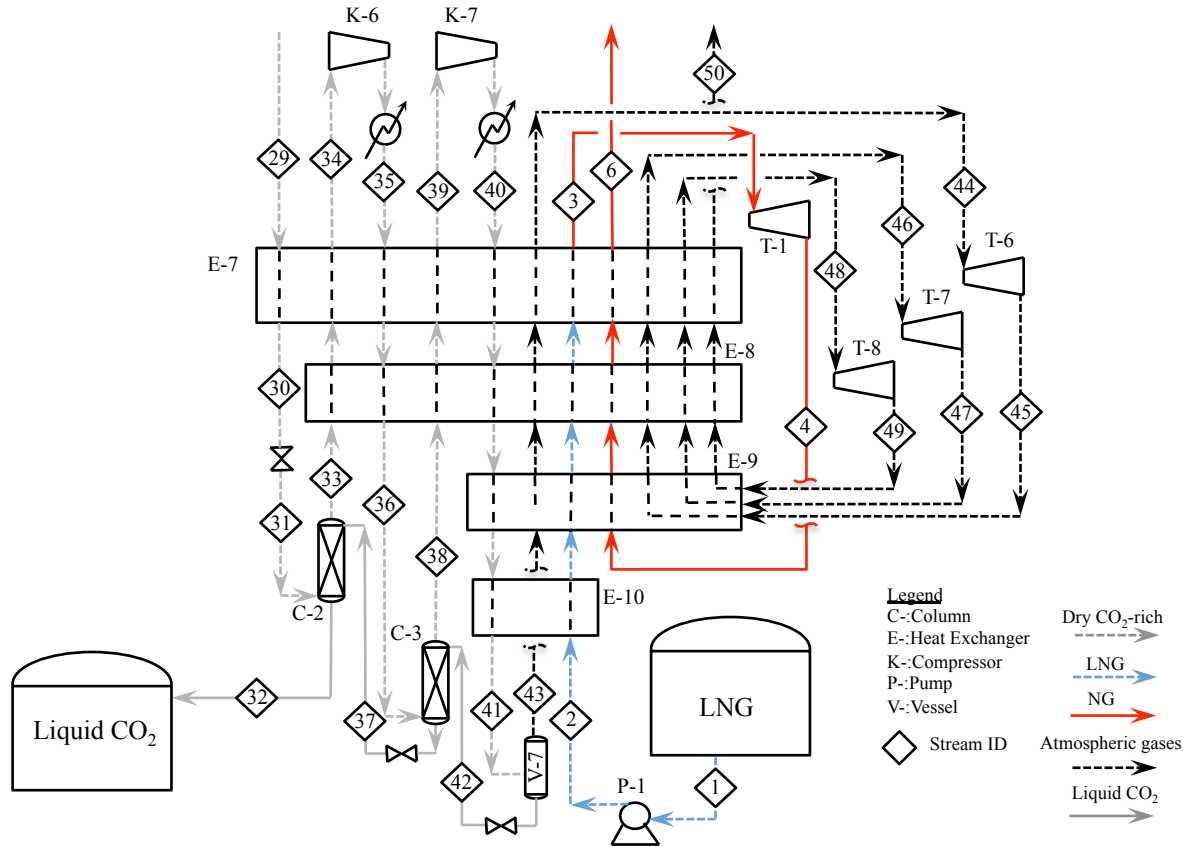 K-6
K-7
50
29
34
35
39
40
3
6
44
46
48
T-1
T-6
E-7
T-7
T-8
E-8
30
4
49
47
45
E-9
33
36
31
38
C-2
E-10
C-3
Legend
C-:Column
E-:Heat Exchanger
K-:Compressor
P-:Pump
V-:Vessel
Stream ID
Dry CO₂-rich
LNG
NG
Atmospheric gases
Liquid CO₂
32
37
41
43
2
LNG
Liquid CO₂
42
V-7
P-1
1